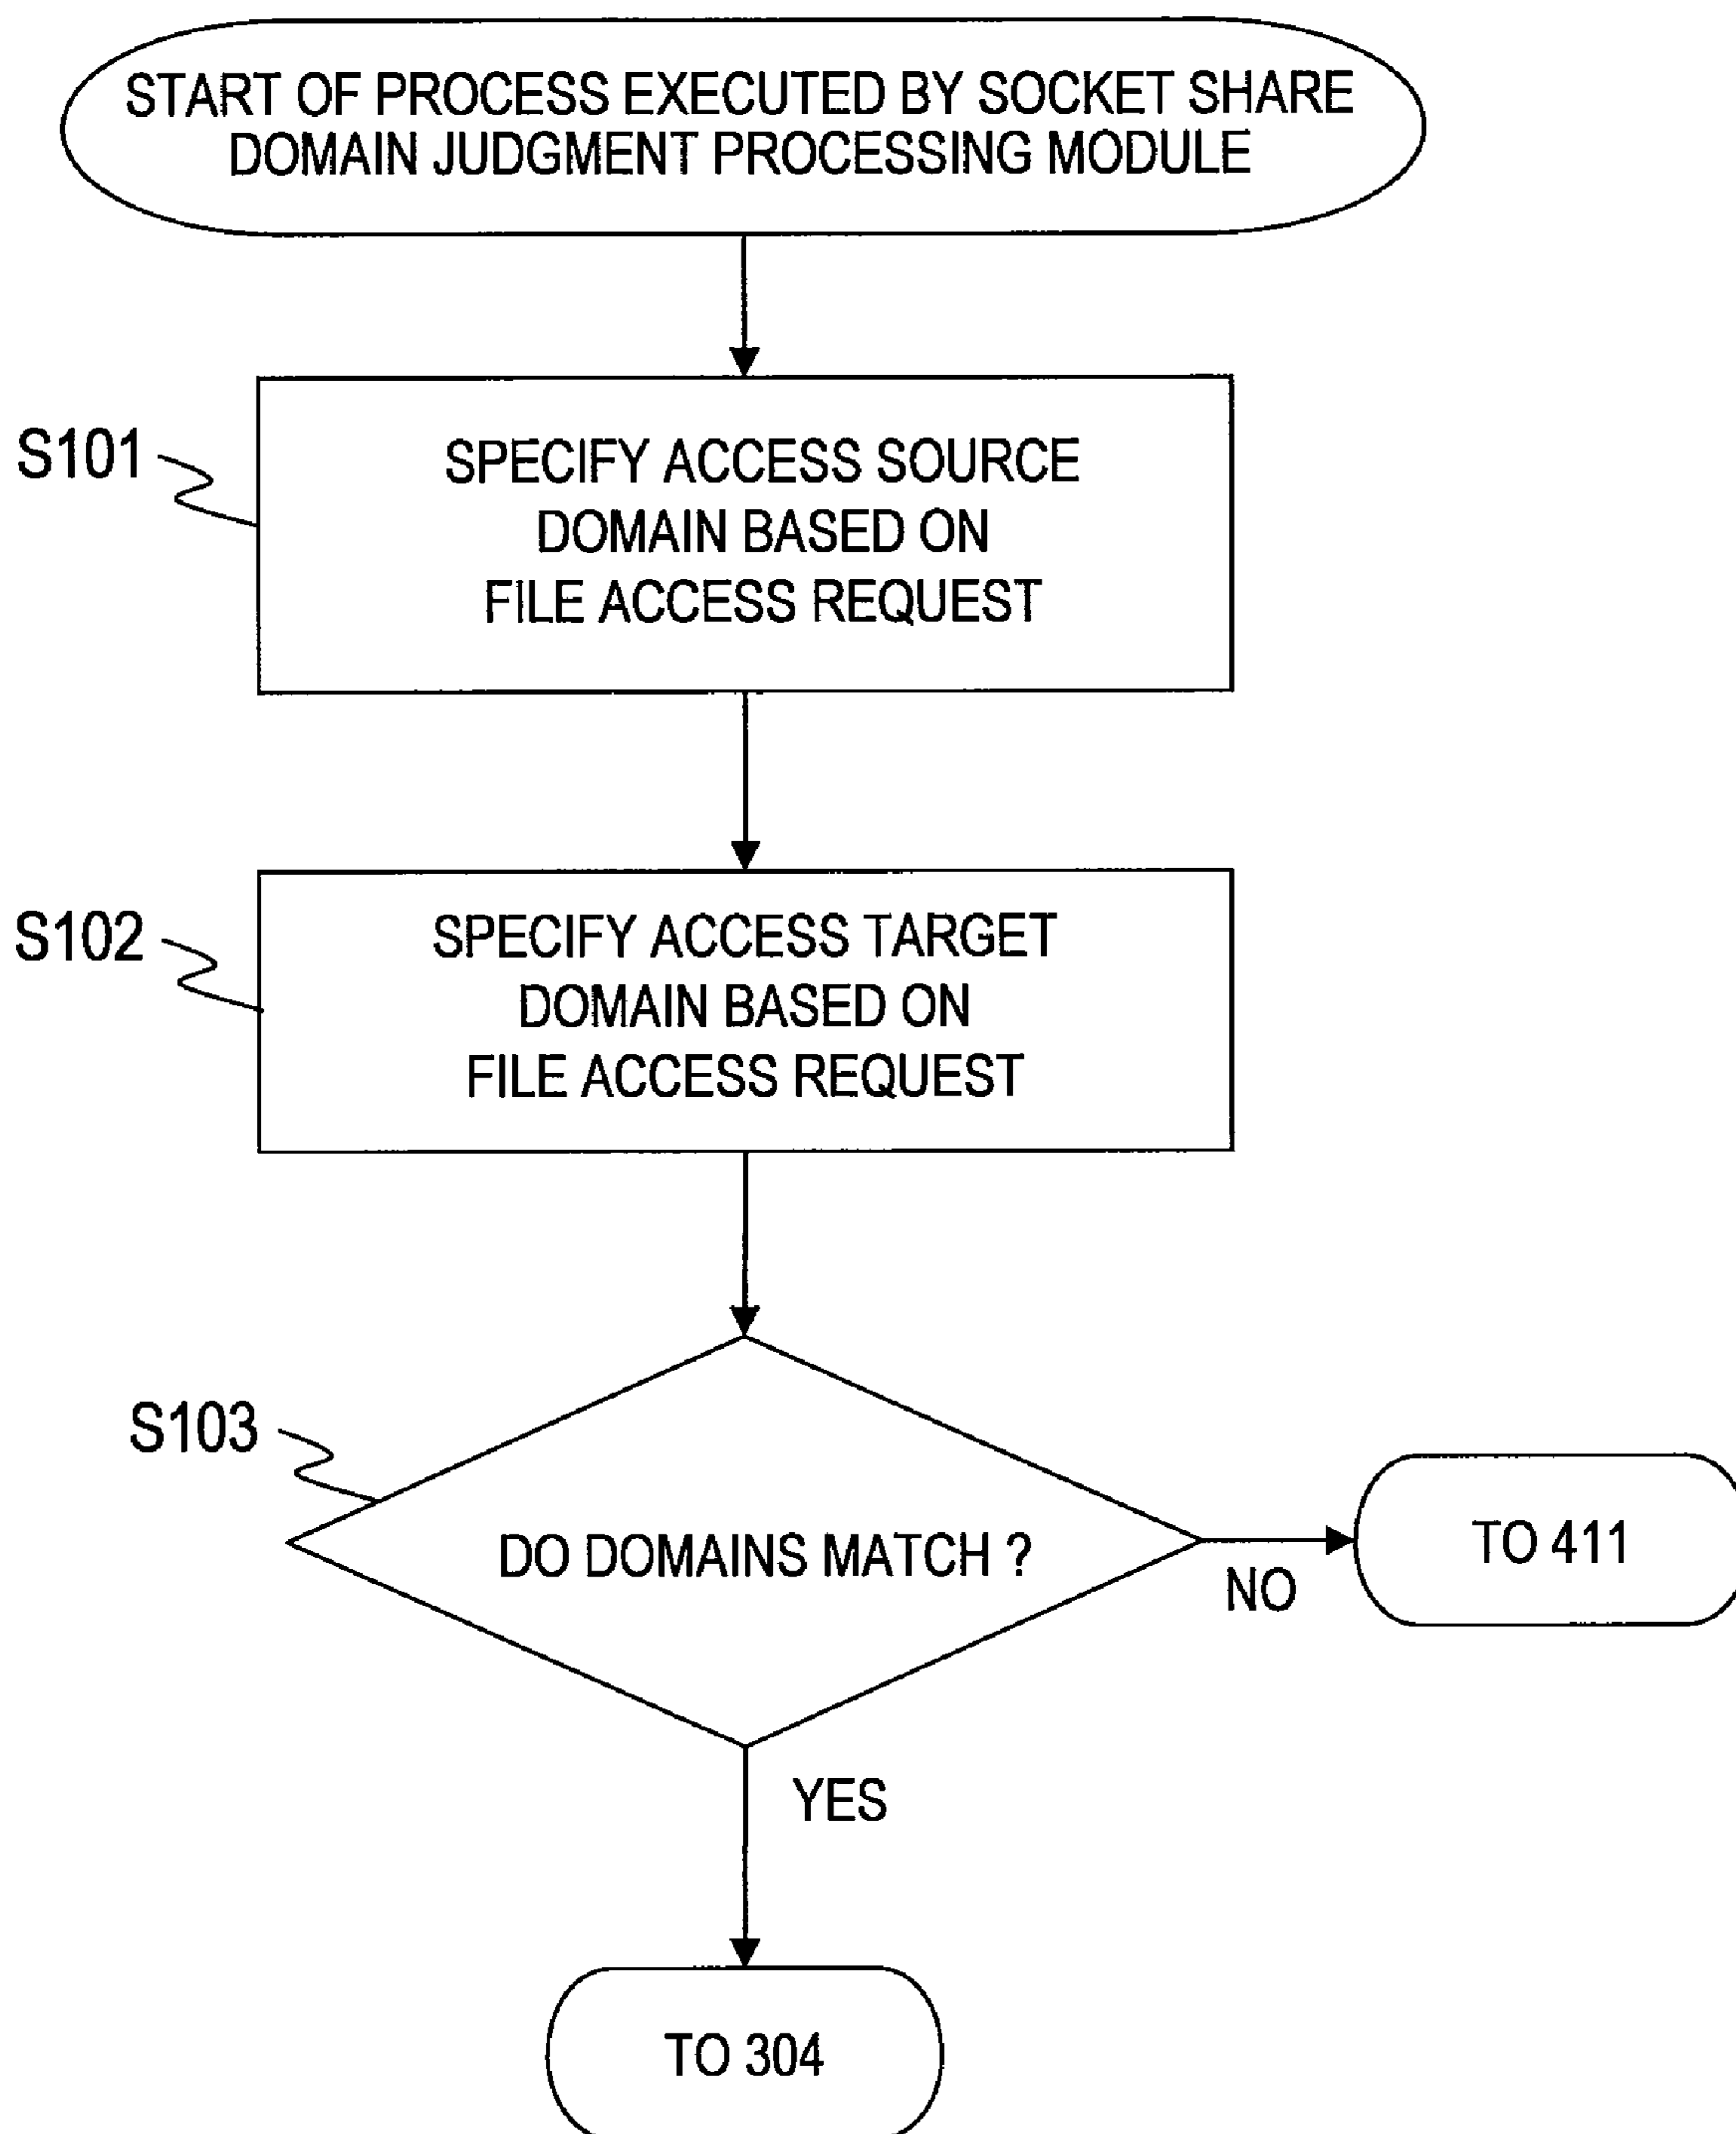 START OF PROCESS EXECUTED BY SOCKET SHARE
DOMAIN JUDGMENT PROCESSING MODULE
S101
SPECIFY ACCESS SOURCE
DOMAIN BASED ON
FILE ACCESS REQUEST
S102
SPECIFY ACCESS TARGET
DOMAIN BASED ON
FILE ACCESS REQUEST
S103
DO DOMAINS MATCH ?
NO
TO 411
YES
TO 304